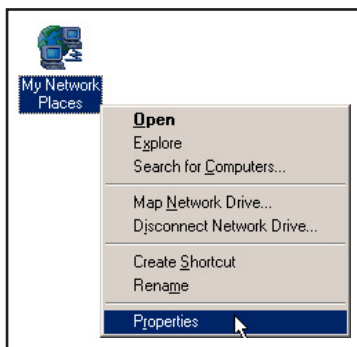 My Network
Places
Open
Explore
Search for Computers...
Map Network Drive...
Disconnect Network Drive...
Create Shortcut
Rename
Properties